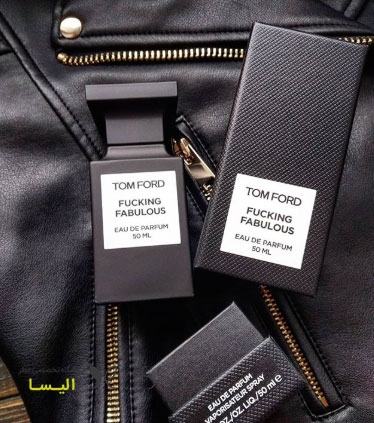 TOM FORD
FUCKING
FABULOUS
EAU DE PARFUM
50 ML
TOM FORD
FUCKING
FABULOUS
EAU DE PARFUM
50 ML
EAU DE PARFUM
VAPORISATEUR SPRAY
OZ/OZ LIQ./50 ml e
الیسا